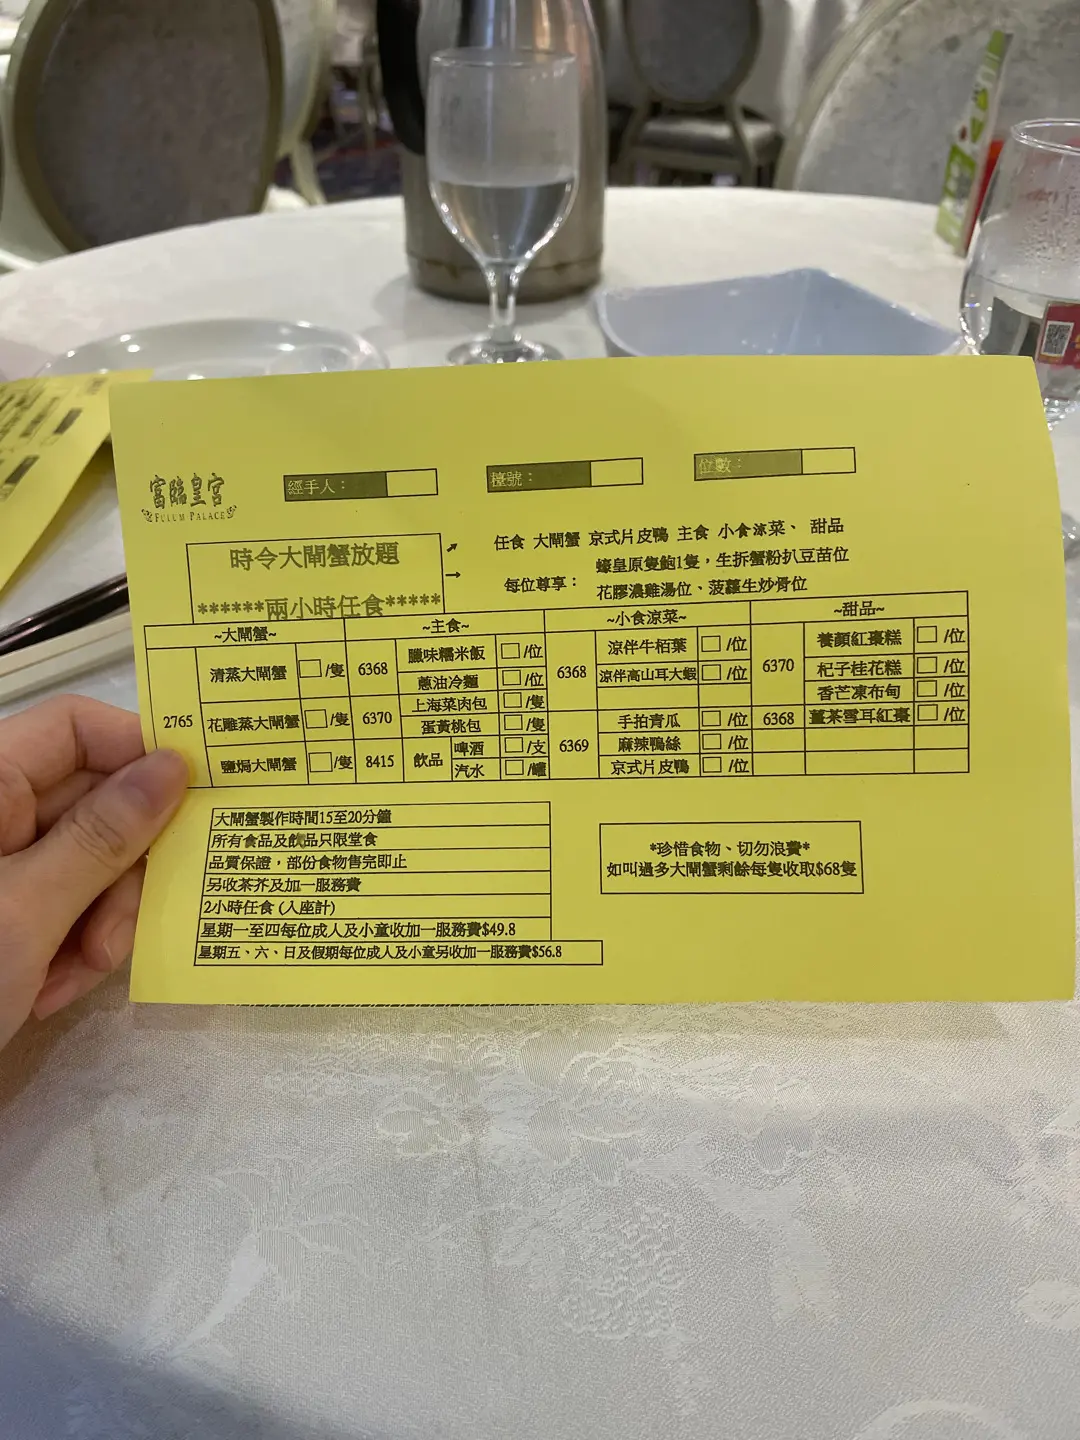 富臨皇宮
FULUM PALACE
經手人：
檯號：
位數：
時令大閘蟹放題
******兩小時任食*****
任食 大閘蟹 京式片皮鴨 主食 小食涼菜、 甜品
每位尊享：
蠔皇原隻鮑1隻，生拆蟹粉扒豆苗位
花膠濃雞湯位、菠蘿生炒骨位
~大閘蟹~
2765
清蒸大閘蟹 /隻
花雕蒸大閘蟹 /隻
鹽焗大閘蟹 /隻
~主食~
6368
臘味糯米飯 /位
蔥油冷麵 /位
6370
上海菜肉包 /隻
蛋黃桃包 /隻
8415
飲品
啤酒 /支
汽水 /罐
~小食涼菜~
6368
涼伴牛栢葉 /位
涼伴高山耳大蝦 /位
6369
手拍青瓜 /位
麻辣鴨絲 /位
京式片皮鴨 /位
~甜品~
6370
養顏紅棗糕 /位
杞子桂花糕 /位
香芒凍布甸 /位
6368
薑茶雪耳紅棗 /位
大閘蟹製作時間15至20分鐘
所有食品及飲品只限堂食
品質保證，部份食物售完即止
另收茶芥及加一服務費
2小時任食 (入座計)
星期一至四每位成人及小童收加一服務費$49.8
星期五、六、日及假期每位成人及小童另收加一服務費$56.8
*珍惜食物、切勿浪費*
如叫過多大閘蟹剩餘每隻收取$68隻